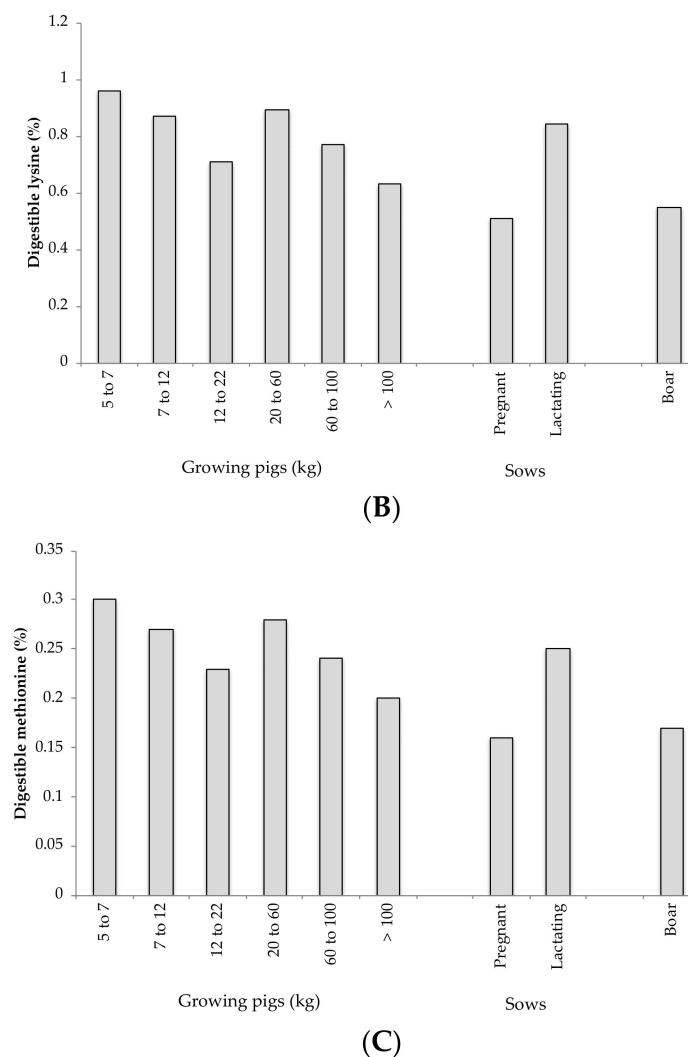 1.2
1
0.8
0.6
0.4
0.2
0
Digestible lysine (%)
5 to 7
7 to 12
12 to 22
20 to 60
60 to 100
> 100
Pregnant
Lactating
Boar
Growing pigs (kg)
Sows
(B)
0.35
0.3
0.25
0.2
0.15
0.1
0.05
0
Digestible methionine (%)
5 to 7
7 to 12
12 to 22
20 to 60
60 to 100
> 100
Pregnant
Lactating
Boar
Growing pigs (kg)
Sows
(C)